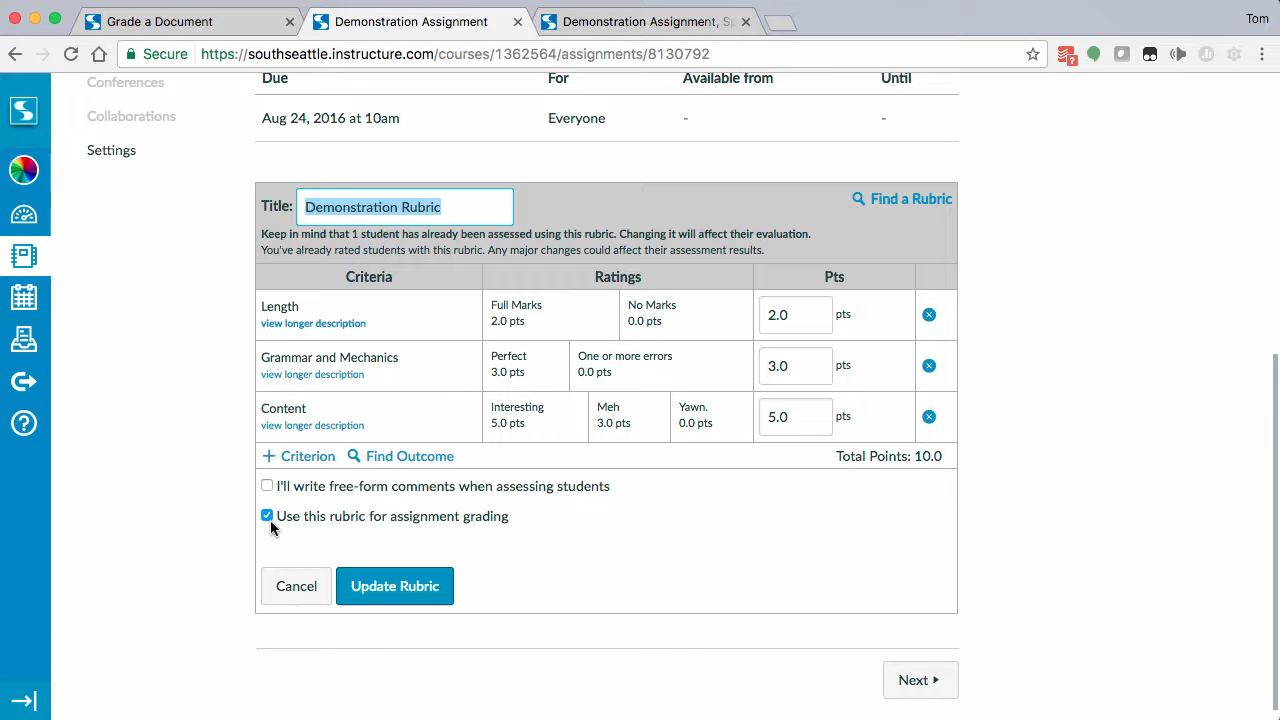 Grade a Document
Demonstration Assignment
Demonstration Assignment, Sp
Tom
Secure
https://southseattle.instructure.com/courses/1362564/assignments/8130792
Conferences
Collaborations
Settings
Due For Available from Until
Aug 24, 2016 at 10am Everyone - -
Title: Demonstration Rubric
Find a Rubric
Keep in mind that 1 student has already been assessed using this rubric. Changing it will affect their evaluation.
You've already rated students with this rubric. Any major changes could affect their assessment results.
Criteria Ratings Pts
Length
view longer description
Full Marks
2.0 pts
No Marks
0.0 pts
2.0 pts
Grammar and Mechanics
view longer description
Perfect
3.0 pts
One or more errors
0.0 pts
3.0 pts
Content
view longer description
Interesting
5.0 pts
Meh
3.0 pts
Yawn.
0.0 pts
5.0 pts
+ Criterion Find Outcome Total Points: 10.0
I'll write free-form comments when assessing students
Use this rubric for assignment grading
Cancel Update Rubric
Next